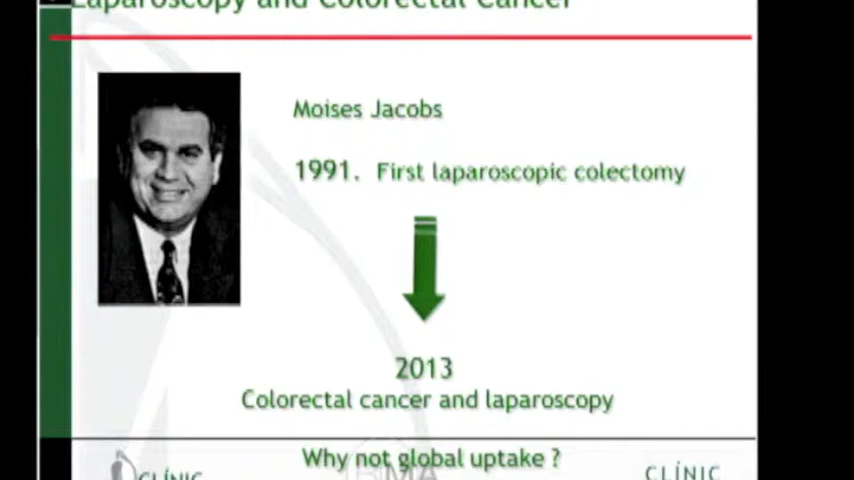 Laparoscopy and Colorectal Cancer
Moises Jacobs
1991. First laparoscopic colectomy
2013
Colorectal cancer and laparoscopy
Why not global uptake ?
CLÍNIC
CLÍNIC